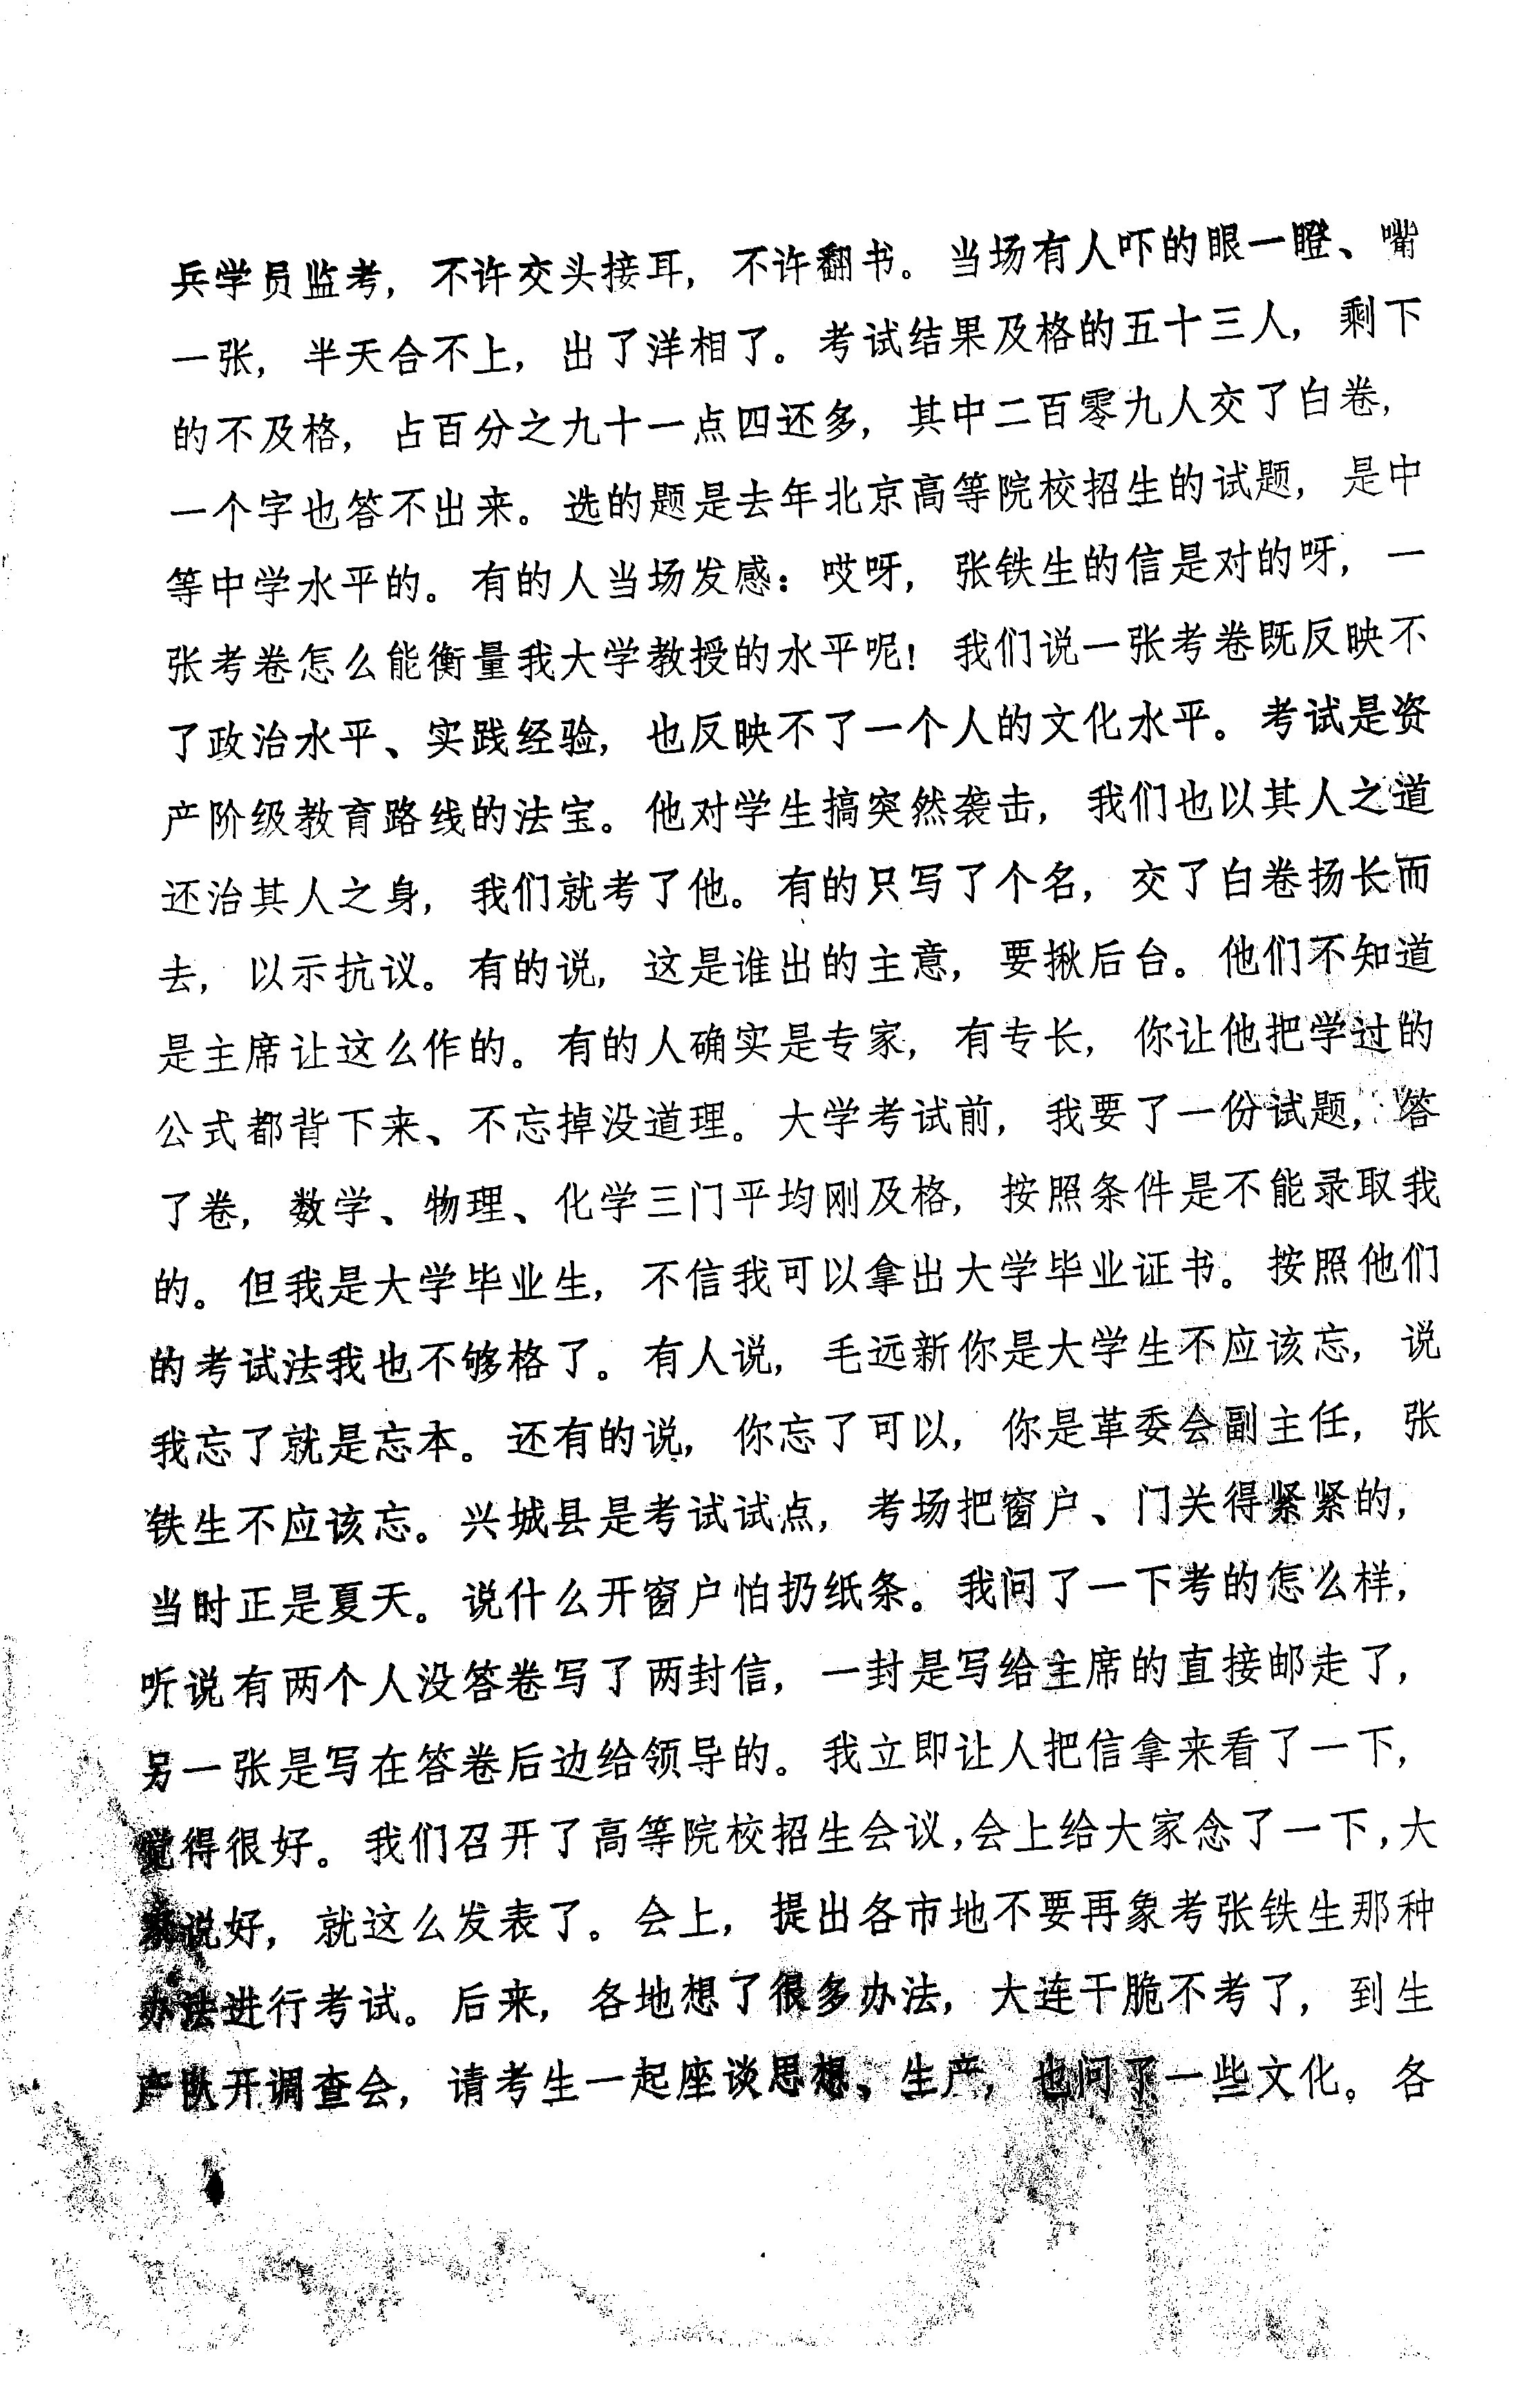 兵学员监考，不许交头接耳，不许翻书。当场有人吓的眼一瞪、嘴
一张，半天合不上，出了洋相了。考试结果及格的五十三人，剩下
的不及格，占百分之九十一点四还多，其中二百零九人交了白卷，
一个字也答不出来。选的题是去年北京高等院校招生的试题，是中
等中学水平的。有的人当场发感：哎呀，张铁生的信是对的呀，一
张考卷怎么能衡量我大学教授的水平呢！我们说一张考卷既反映不
了政治水平、实践经验，也反映不了一个人的文化水平。考试是资
产阶级教育路线的法宝。他对学生搞突然袭击，我们也以其人之道
还治其人之身，我们就考了他。有的只写了个名，交了白卷扬长而
去，以示抗议。有的说，这是谁出的主意，要揪后台。他们不知道
是主席让这么作的。有的人确实是专家，有专长，你让他把学过的
公式都背下来、不忘掉没道理。大学考试前，我要了一份试题，答
了卷，数学、物理、化学三门平均刚及格，按照条件是不能录取我
的。但我是大学毕业生，不信我可以拿出大学毕业证书。按照他们
的考试法我也不够格了。有人说，毛远新你是大学生不应该忘，说
我忘了就是忘本。还有的说，你忘了可以，你是革委会副主任，张
铁生不应该忘。兴城县是考试试点，考场把窗户、门关得紧紧的，
当时正是夏天。说什么开窗户怕扔纸条。我问了一下考的怎么样，
听说有两个人没答卷写了两封信，一封是写给主席的直接邮走了，
另一张是写在答卷后边给领导的。我立即让人把信拿来看了一下，
觉得很好。我们召开了高等院校招生会议，会上给大家念了一下，大
家说好，就这么发表了。会上，提出各市地不要再象考张铁生那种
办法进行考试。后来，各地想了很多办法，大连干脆不考了，到生
产队开调查会，请考生一起座谈思想、生产，也问了一些文化。各